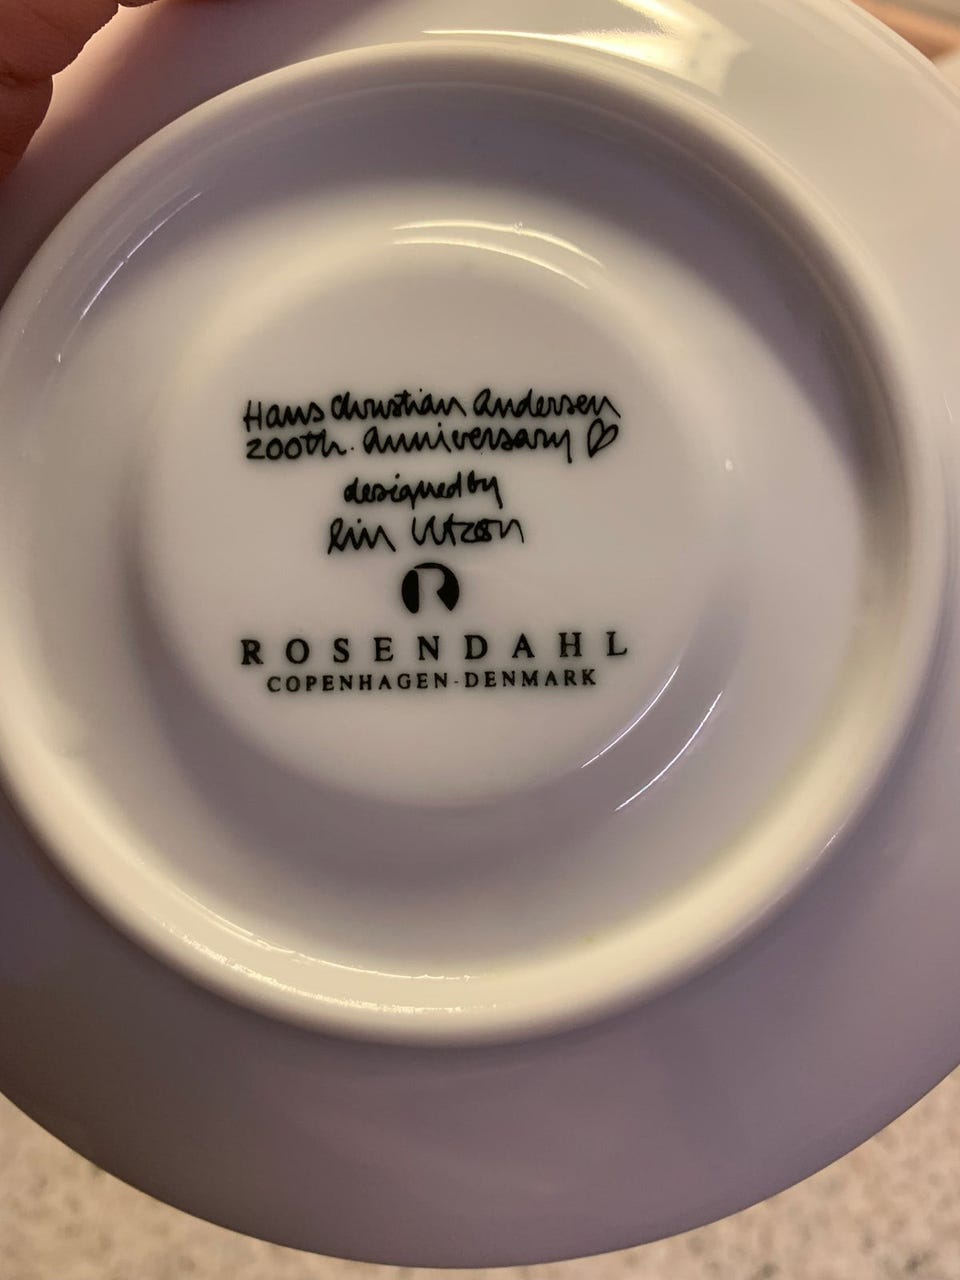 Hans Christian Andersen
200th. anniversary ♡
designed by
Lin Utzon
R
ROSENDAHL
COPENHAGEN-DENMARK